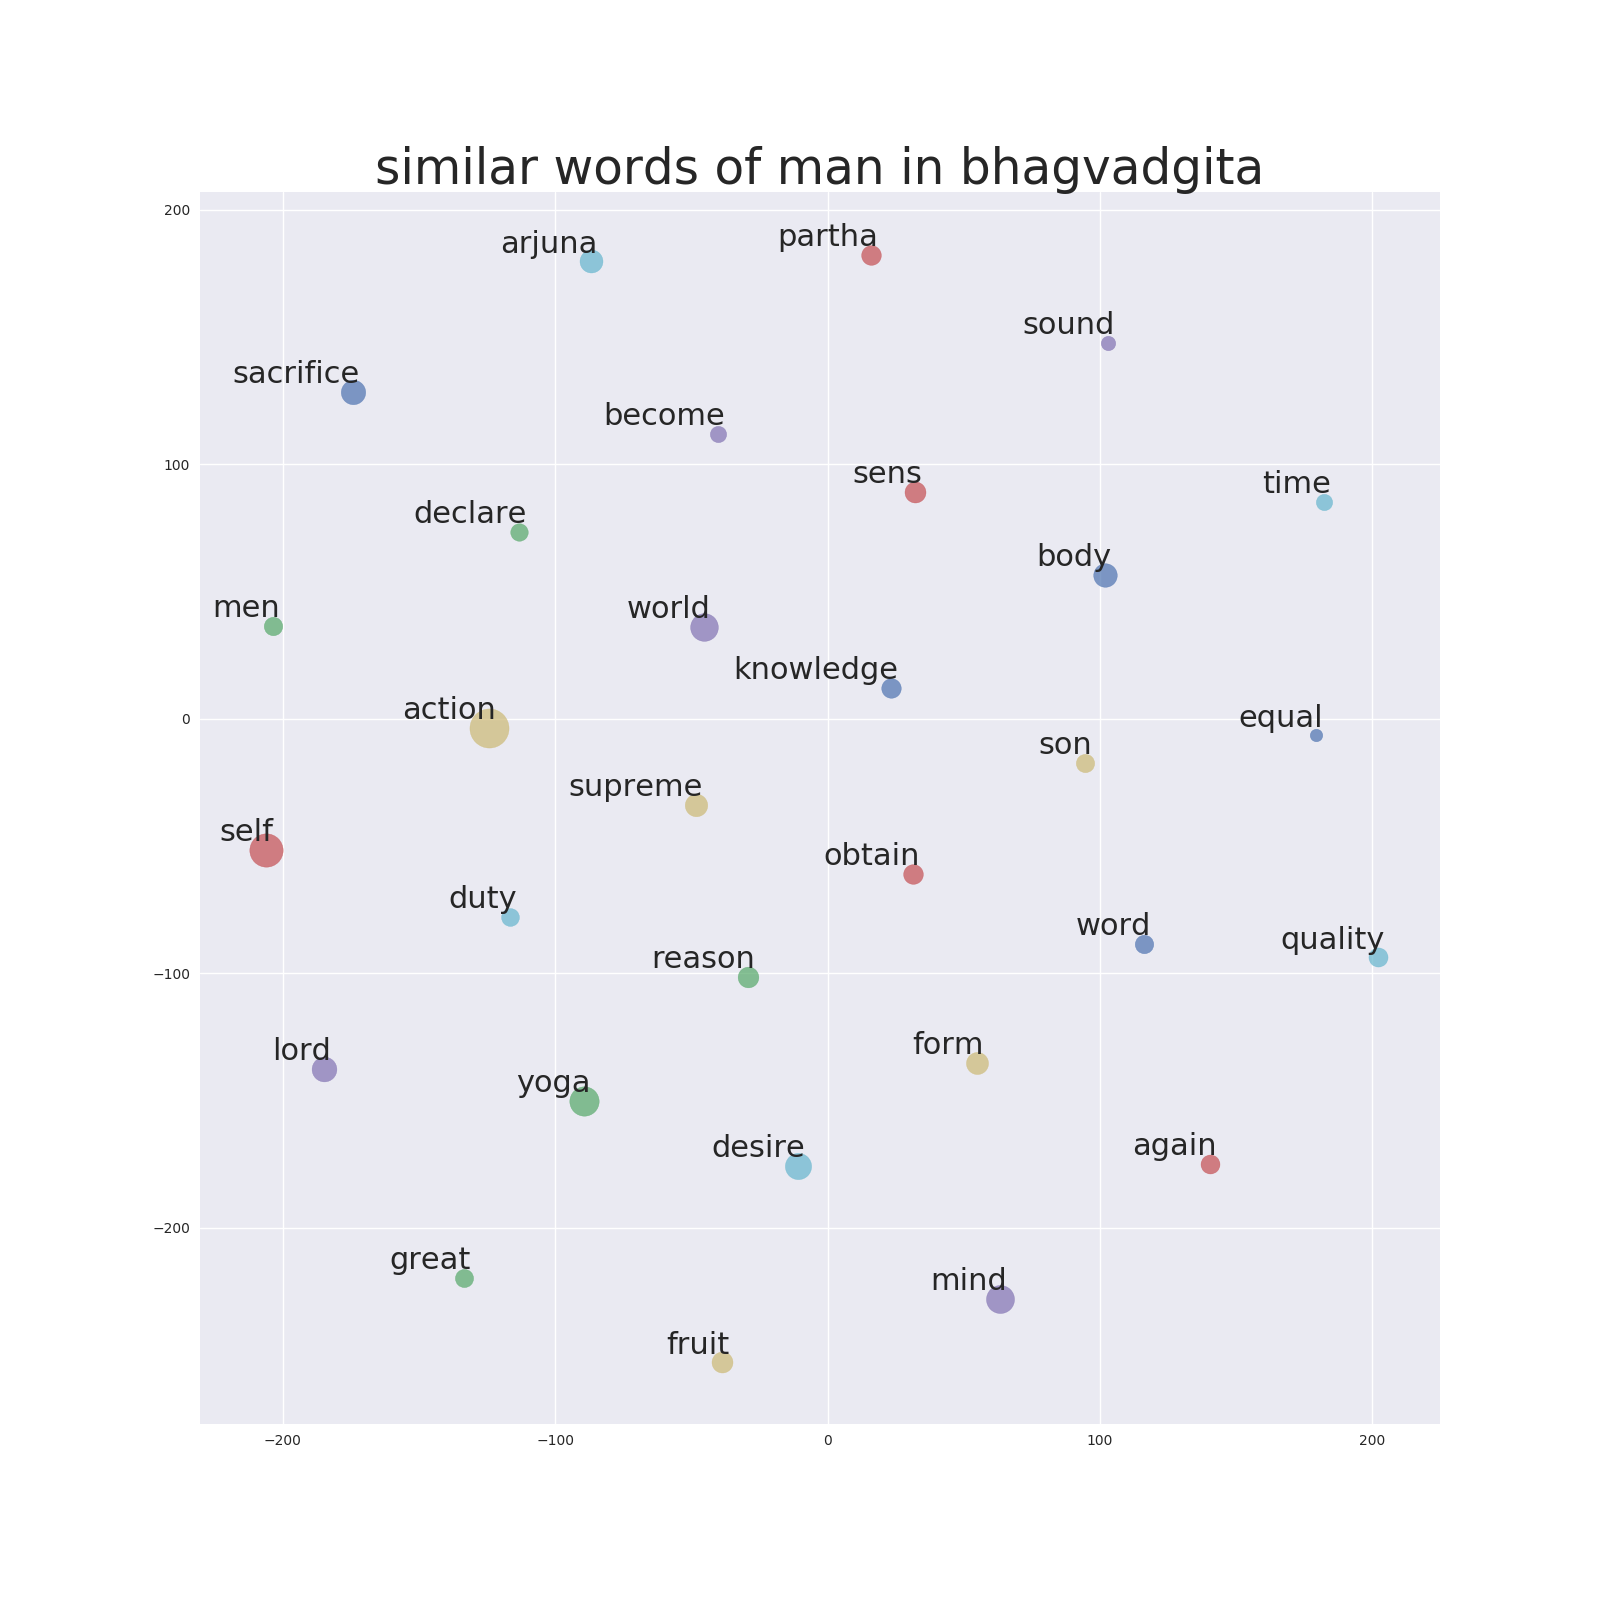 similar words of man in bhagvadgita
200
partha
arjuna
sound
sacrifice
become
100
sens
time
declare
body
men
world
knowledge
action
0
equal
son
supreme
self
obtain
duty
word
quality
reason
−100
form
lord
yoga
desire
again
−200
great
mind
fruit
−200
−100
0
100
200